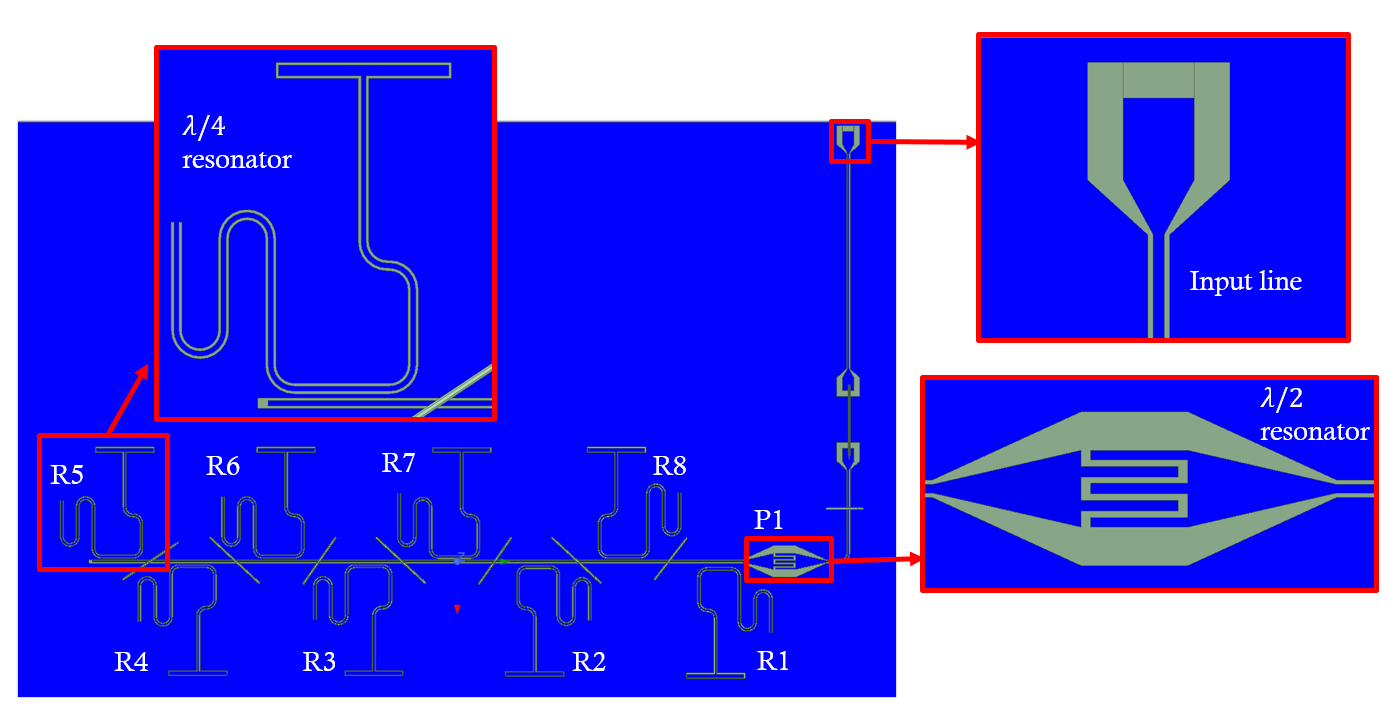 λ/4
resonator
Input line
λ/2
resonator
R5
R6
R7
R8
P1
R4
R3
R2
R1